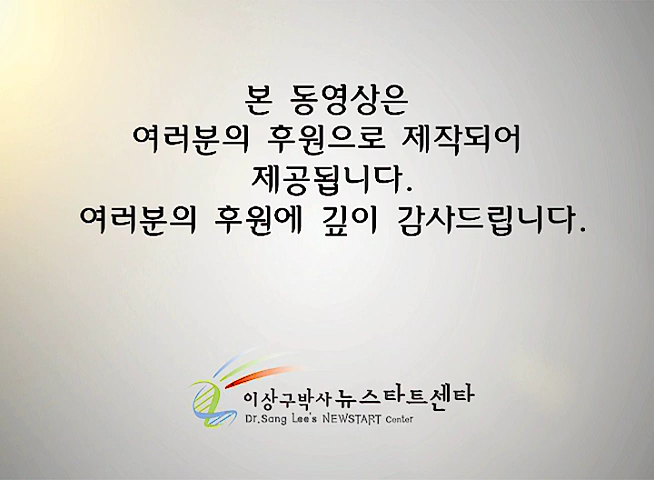 본 동영상은
여러분의 후원으로 제작되어
제공됩니다.
여러분의 후원에 깊이 감사드립니다.
이상구박사 뉴스타트센타
Dr.Sang Lee's NEWSTART Center